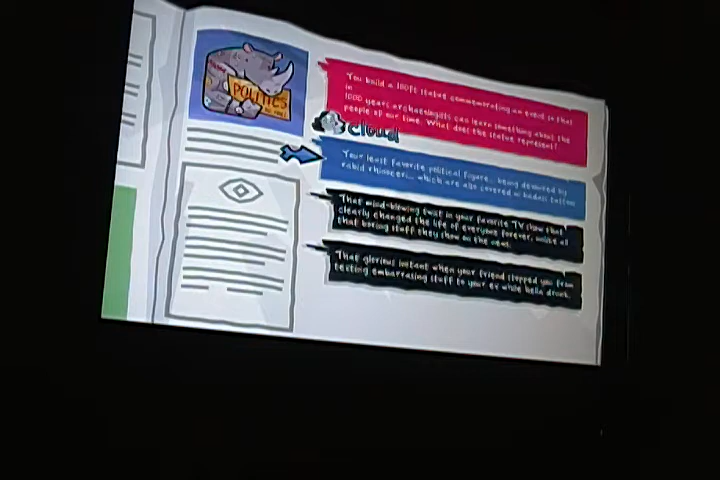 POLITICS
You build a 100ft statue commemorating an event so that
in
1000 years archaeologists can learn something about the
people of our time. What does the statue represent?
Cloud
Your least favorite political figure... being devoured by
rabid rhinoceri... which are also covered in badass tattoos
That mind-blowing twist in your favorite TV show that
clearly changed the life of everyone forever, unlike all
that boring stuff they show on the news.
That glorious instant when your friend stopped you from
texting embarrasing stuff to your ex while hella drunk.